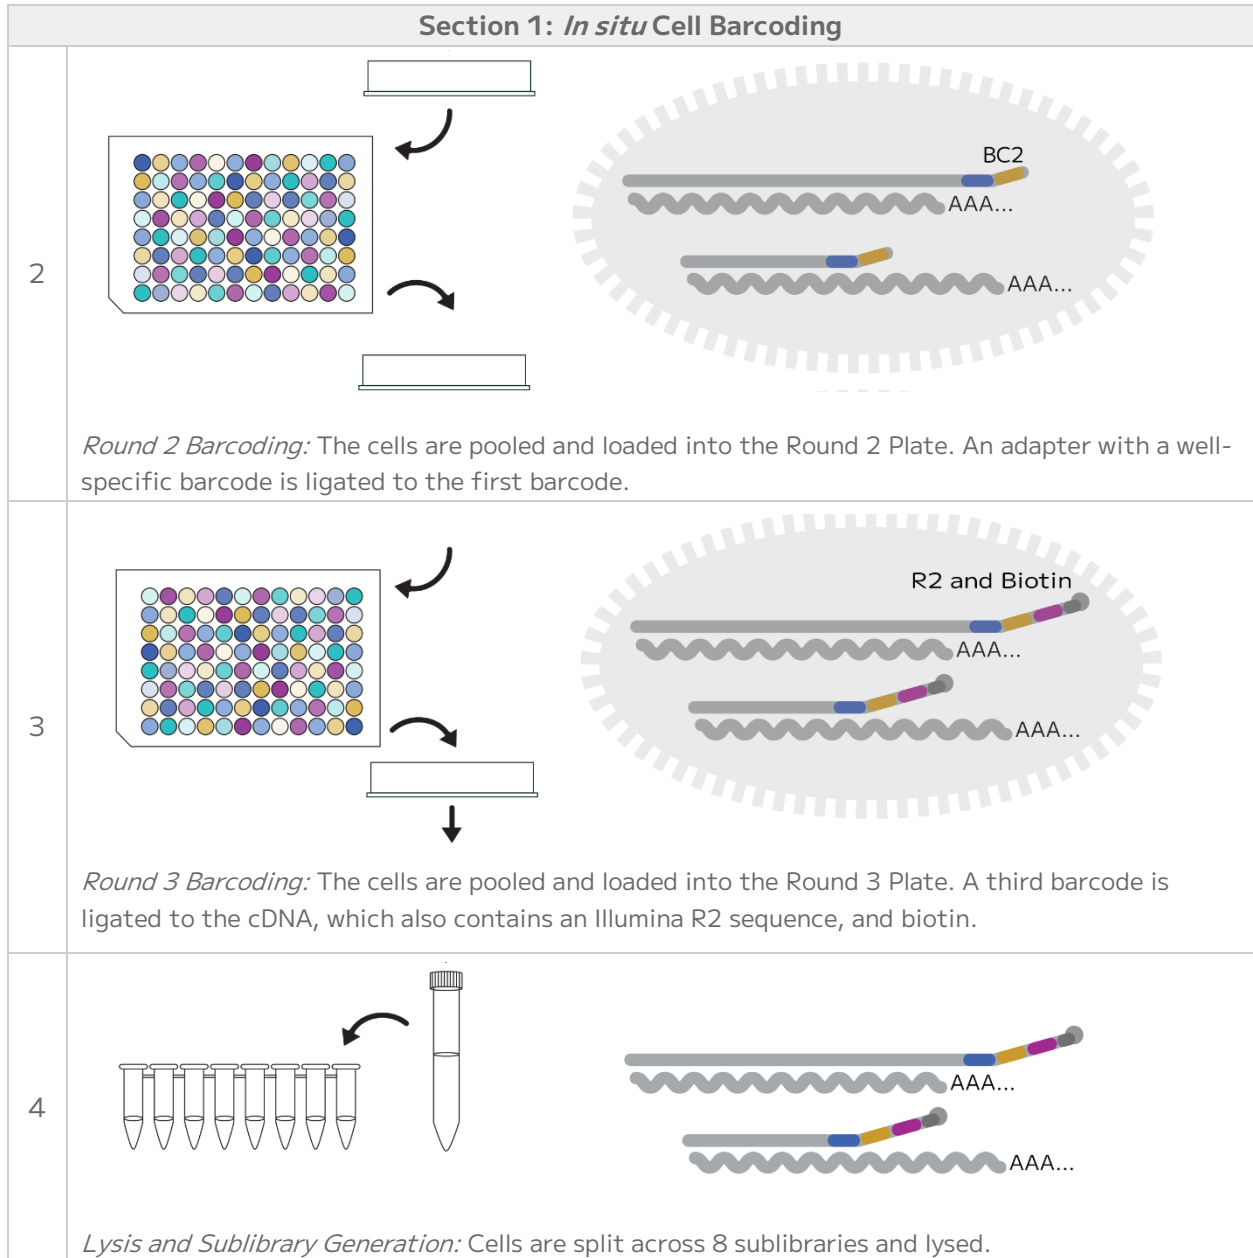 Section 1: In situ Cell Barcoding
2
BC2
AAA...
AAA...
Round 2 Barcoding: The cells are pooled and loaded into the Round 2 Plate. An adapter with a well-
specific barcode is ligated to the first barcode.
3
R2 and Biotin
AAA...
AAA...
Round 3 Barcoding: The cells are pooled and loaded into the Round 3 Plate. A third barcode is
ligated to the cDNA, which also contains an Illumina R2 sequence, and biotin.
4
AAA...
AAA...
Lysis and Sublibrary Generation: Cells are split across 8 sublibraries and lysed.